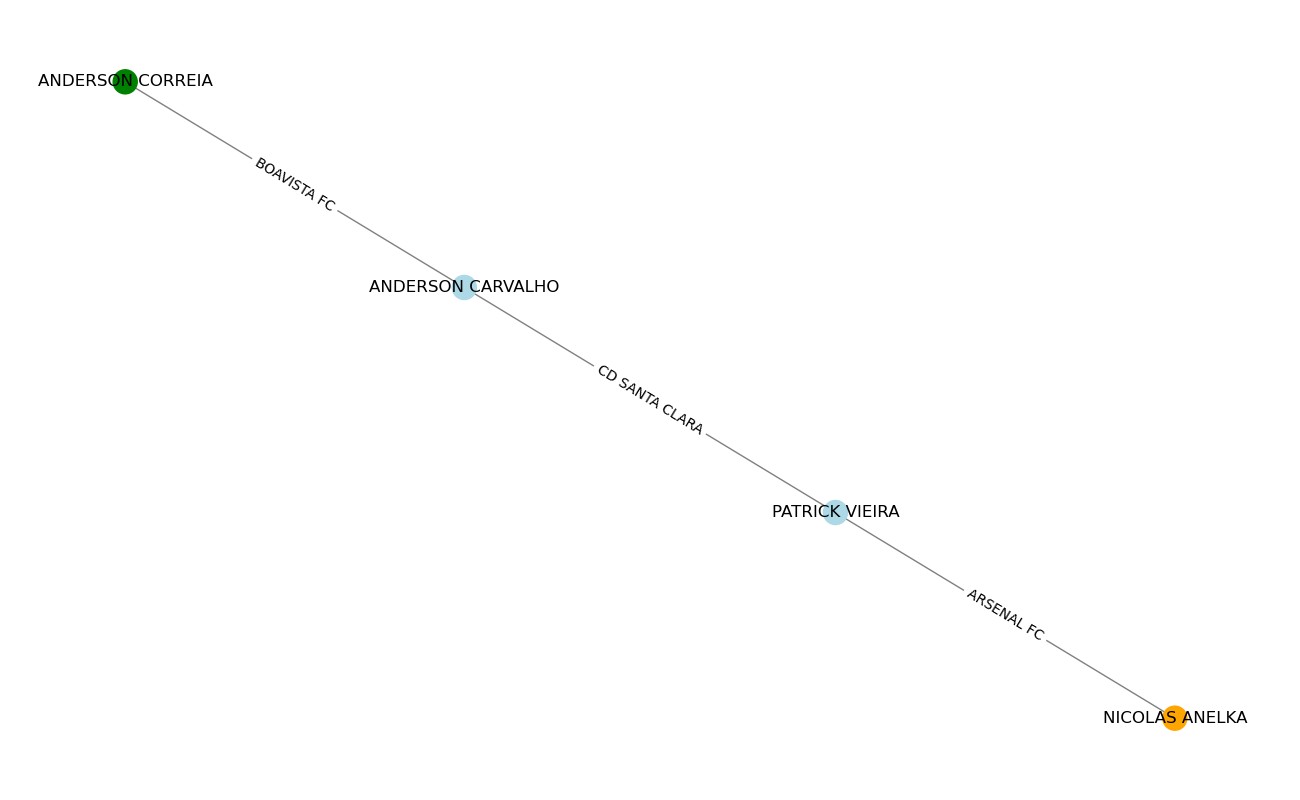 ANDERSON CORREIA
BOAVISTA FC
ANDERSON CARVALHO
CD SANTA CLARA
PATRICK VIEIRA
ARSENAL FC
NICOLAS ANELKA